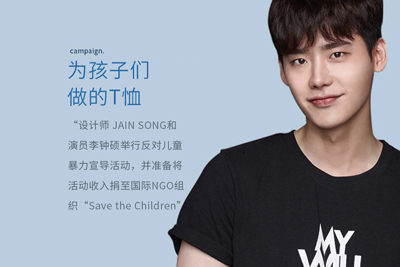 campaign.
为孩子们
做的T恤
“设计师 JAIN SONG和
演员李钟硕举行反对儿童
暴力宣导活动，并准备将
活动收入捐至国际NGO组
织“Save the Children”
MY